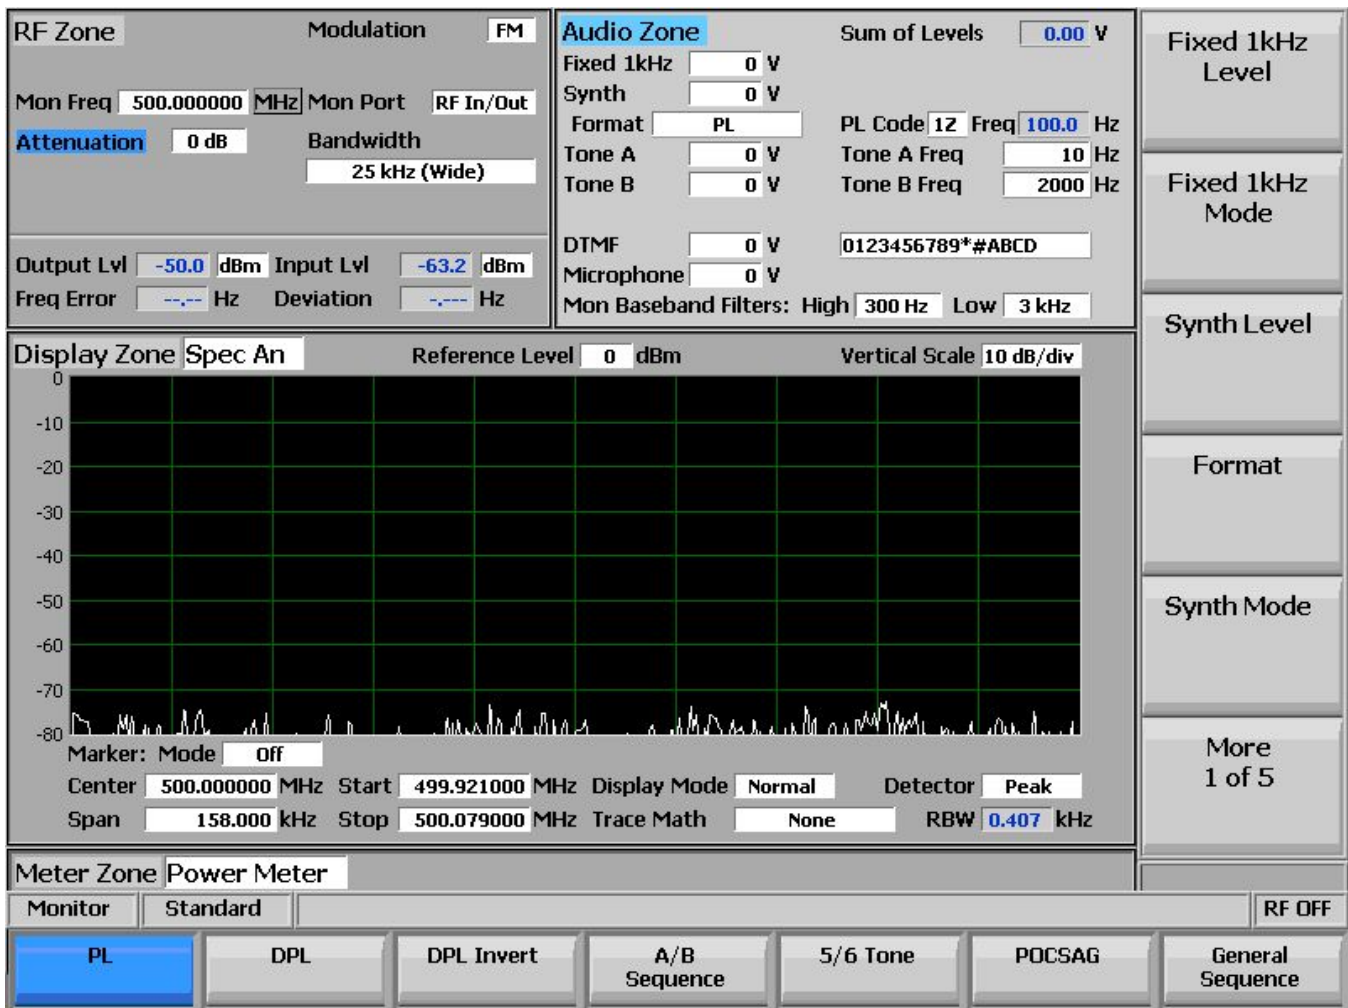 RF Zone Modulation FM
Mon Freq 500.000000 MHz Mon Port RF In/Out
Attenuation 0 dB Bandwidth
25 kHz (Wide)
Output Lvl -50.0 dBm Input Lvl -63.2 dBm
Freq Error --.-- Hz Deviation -.--- Hz
Audio Zone Sum of Levels 0.00 V
Fixed 1kHz 0 V
Synth 0 V
Format PL PL Code 1Z Freq 100.0 Hz
Tone A 0 V Tone A Freq 10 Hz
Tone B 0 V Tone B Freq 2000 Hz
DTMF 0 V 0123456789*#ABCD
Microphone 0 V
Mon Baseband Filters: High 300 Hz Low 3 kHz
Display Zone Spec An Reference Level 0 dBm Vertical Scale 10 dB/div
0
-10
-20
-30
-40
-50
-60
-70
-80
Marker: Mode Off
Center 500.000000 MHz Start 499.921000 MHz Display Mode Normal Detector Peak
Span 158.000 kHz Stop 500.079000 MHz Trace Math None RBW 0.407 kHz
Meter Zone Power Meter
Fixed 1kHz
Level
Fixed 1kHz
Mode
Synth Level
Format
Synth Mode
More
1 of 5
Monitor Standard RF OFF
PL DPL DPL Invert A/B Sequence 5/6 Tone POCSAG General Sequence